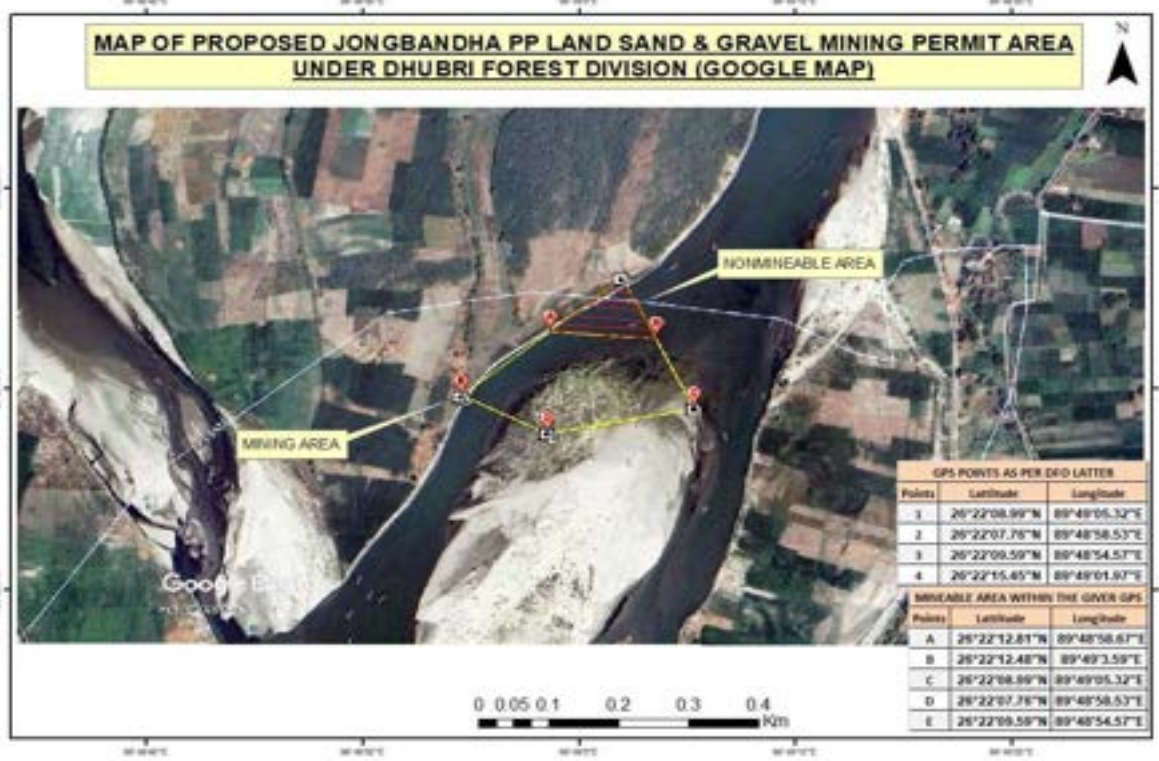 MAP OF PROPOSED JONGBANDHA PP LAND SAND & GRAVEL MINING PERMIT AREA
UNDER DHUBRI FOREST DIVISION (GOOGLE MAP)
N
NONMINEABLE AREA
MINING AREA
GPS POINTS AS PER DFO LATTER
Points Lattitude Longitude
1 26°22'08.99"N 89°49'05.32"E
2 26°22'07.76"N 89°48'58.53"E
3 26°22'09.59"N 89°48'54.57"E
4 26°22'15.45"N 89°49'01.97"E
MINEABLE AREA WITHIN THE GIVER GPS
Points Lattitude Longitude
A 26°22'12.81"N 89°48'58.67"E
B 26°22'12.48"N 89°49'3.59"E
C 26°22'08.99"N 89°49'05.32"E
D 26°22'07.76"N 89°48'58.53"E
E 26°22'09.59"N 89°48'54.57"E
Google
0 0.05 0.1 0.2 0.3 0.4
Km